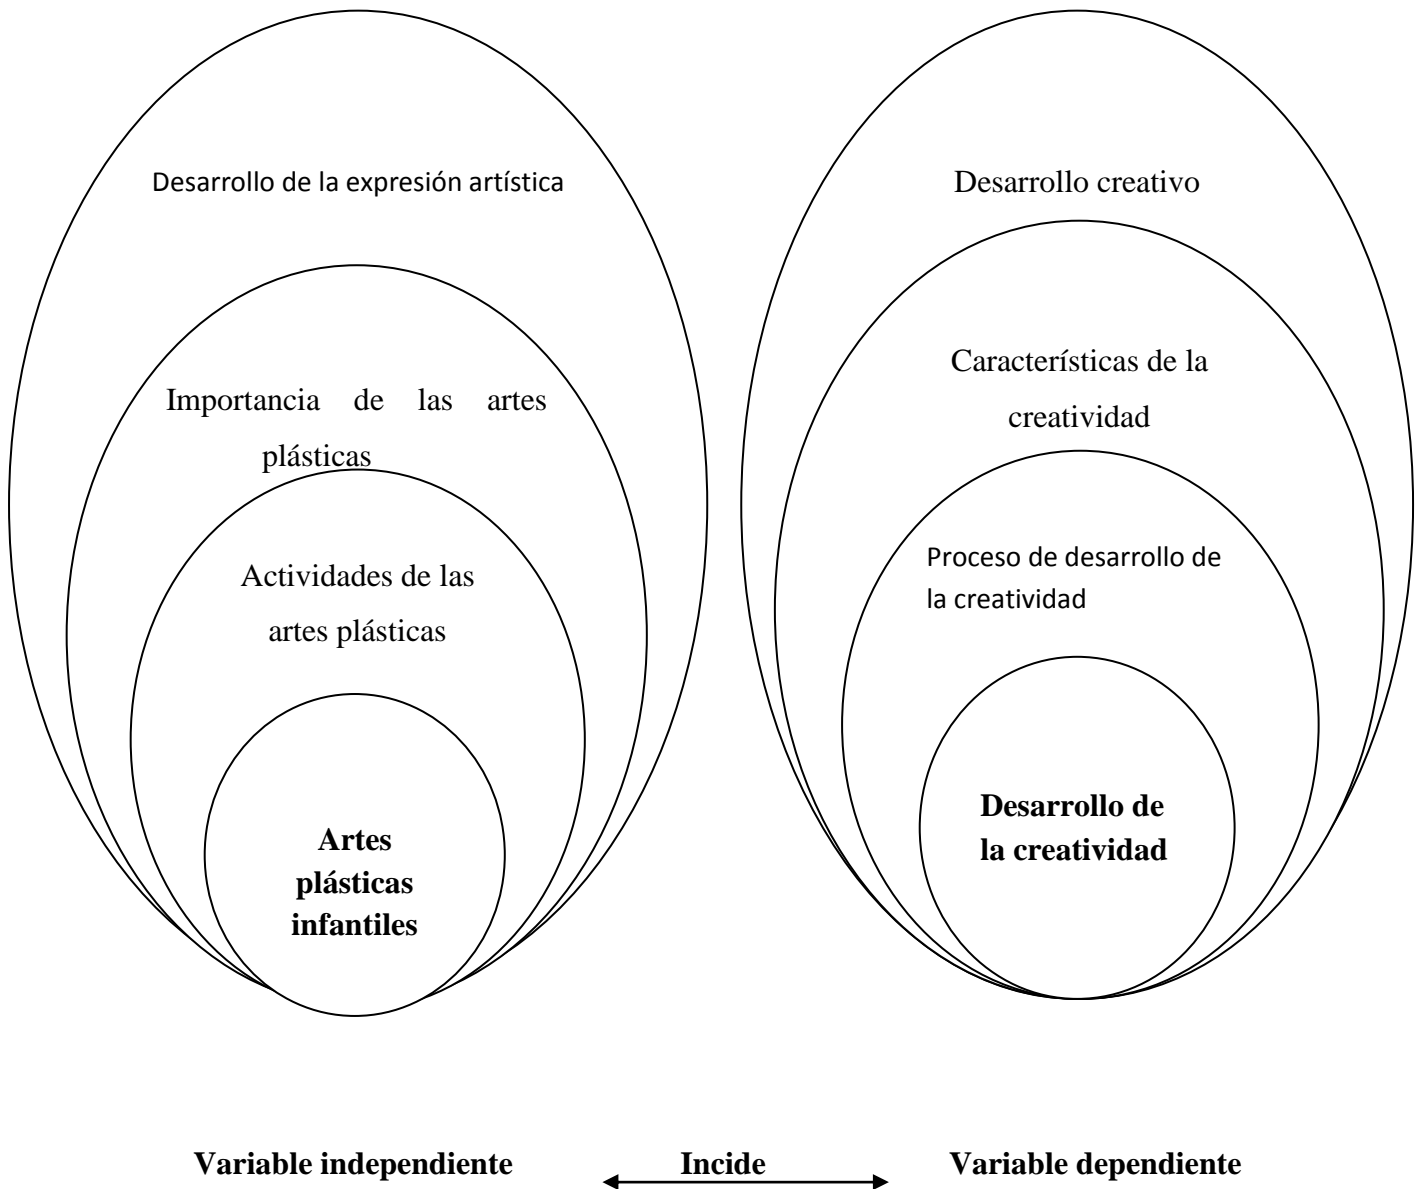 Desarrollo de la expresión artística
Importancia de las artes
plásticas
Actividades de las
artes plásticas
Artes
plásticas
infantiles
Desarrollo creativo
Características de la
creatividad
Proceso de desarrollo de
la creatividad
Desarrollo de
la creatividad
Variable independiente
Incide
Variable dependiente